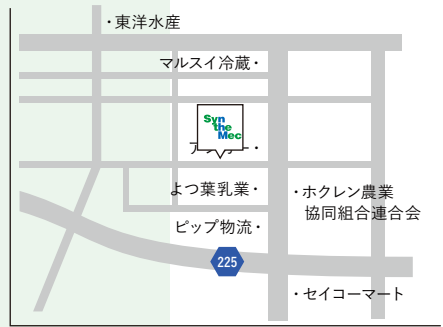 ・東洋水産
マルスイ冷蔵・
Syn
the
Mec
よつ葉乳業・
・ホクレン農業
協同組合連合会
ピップ物流・
225
・セイコーマート